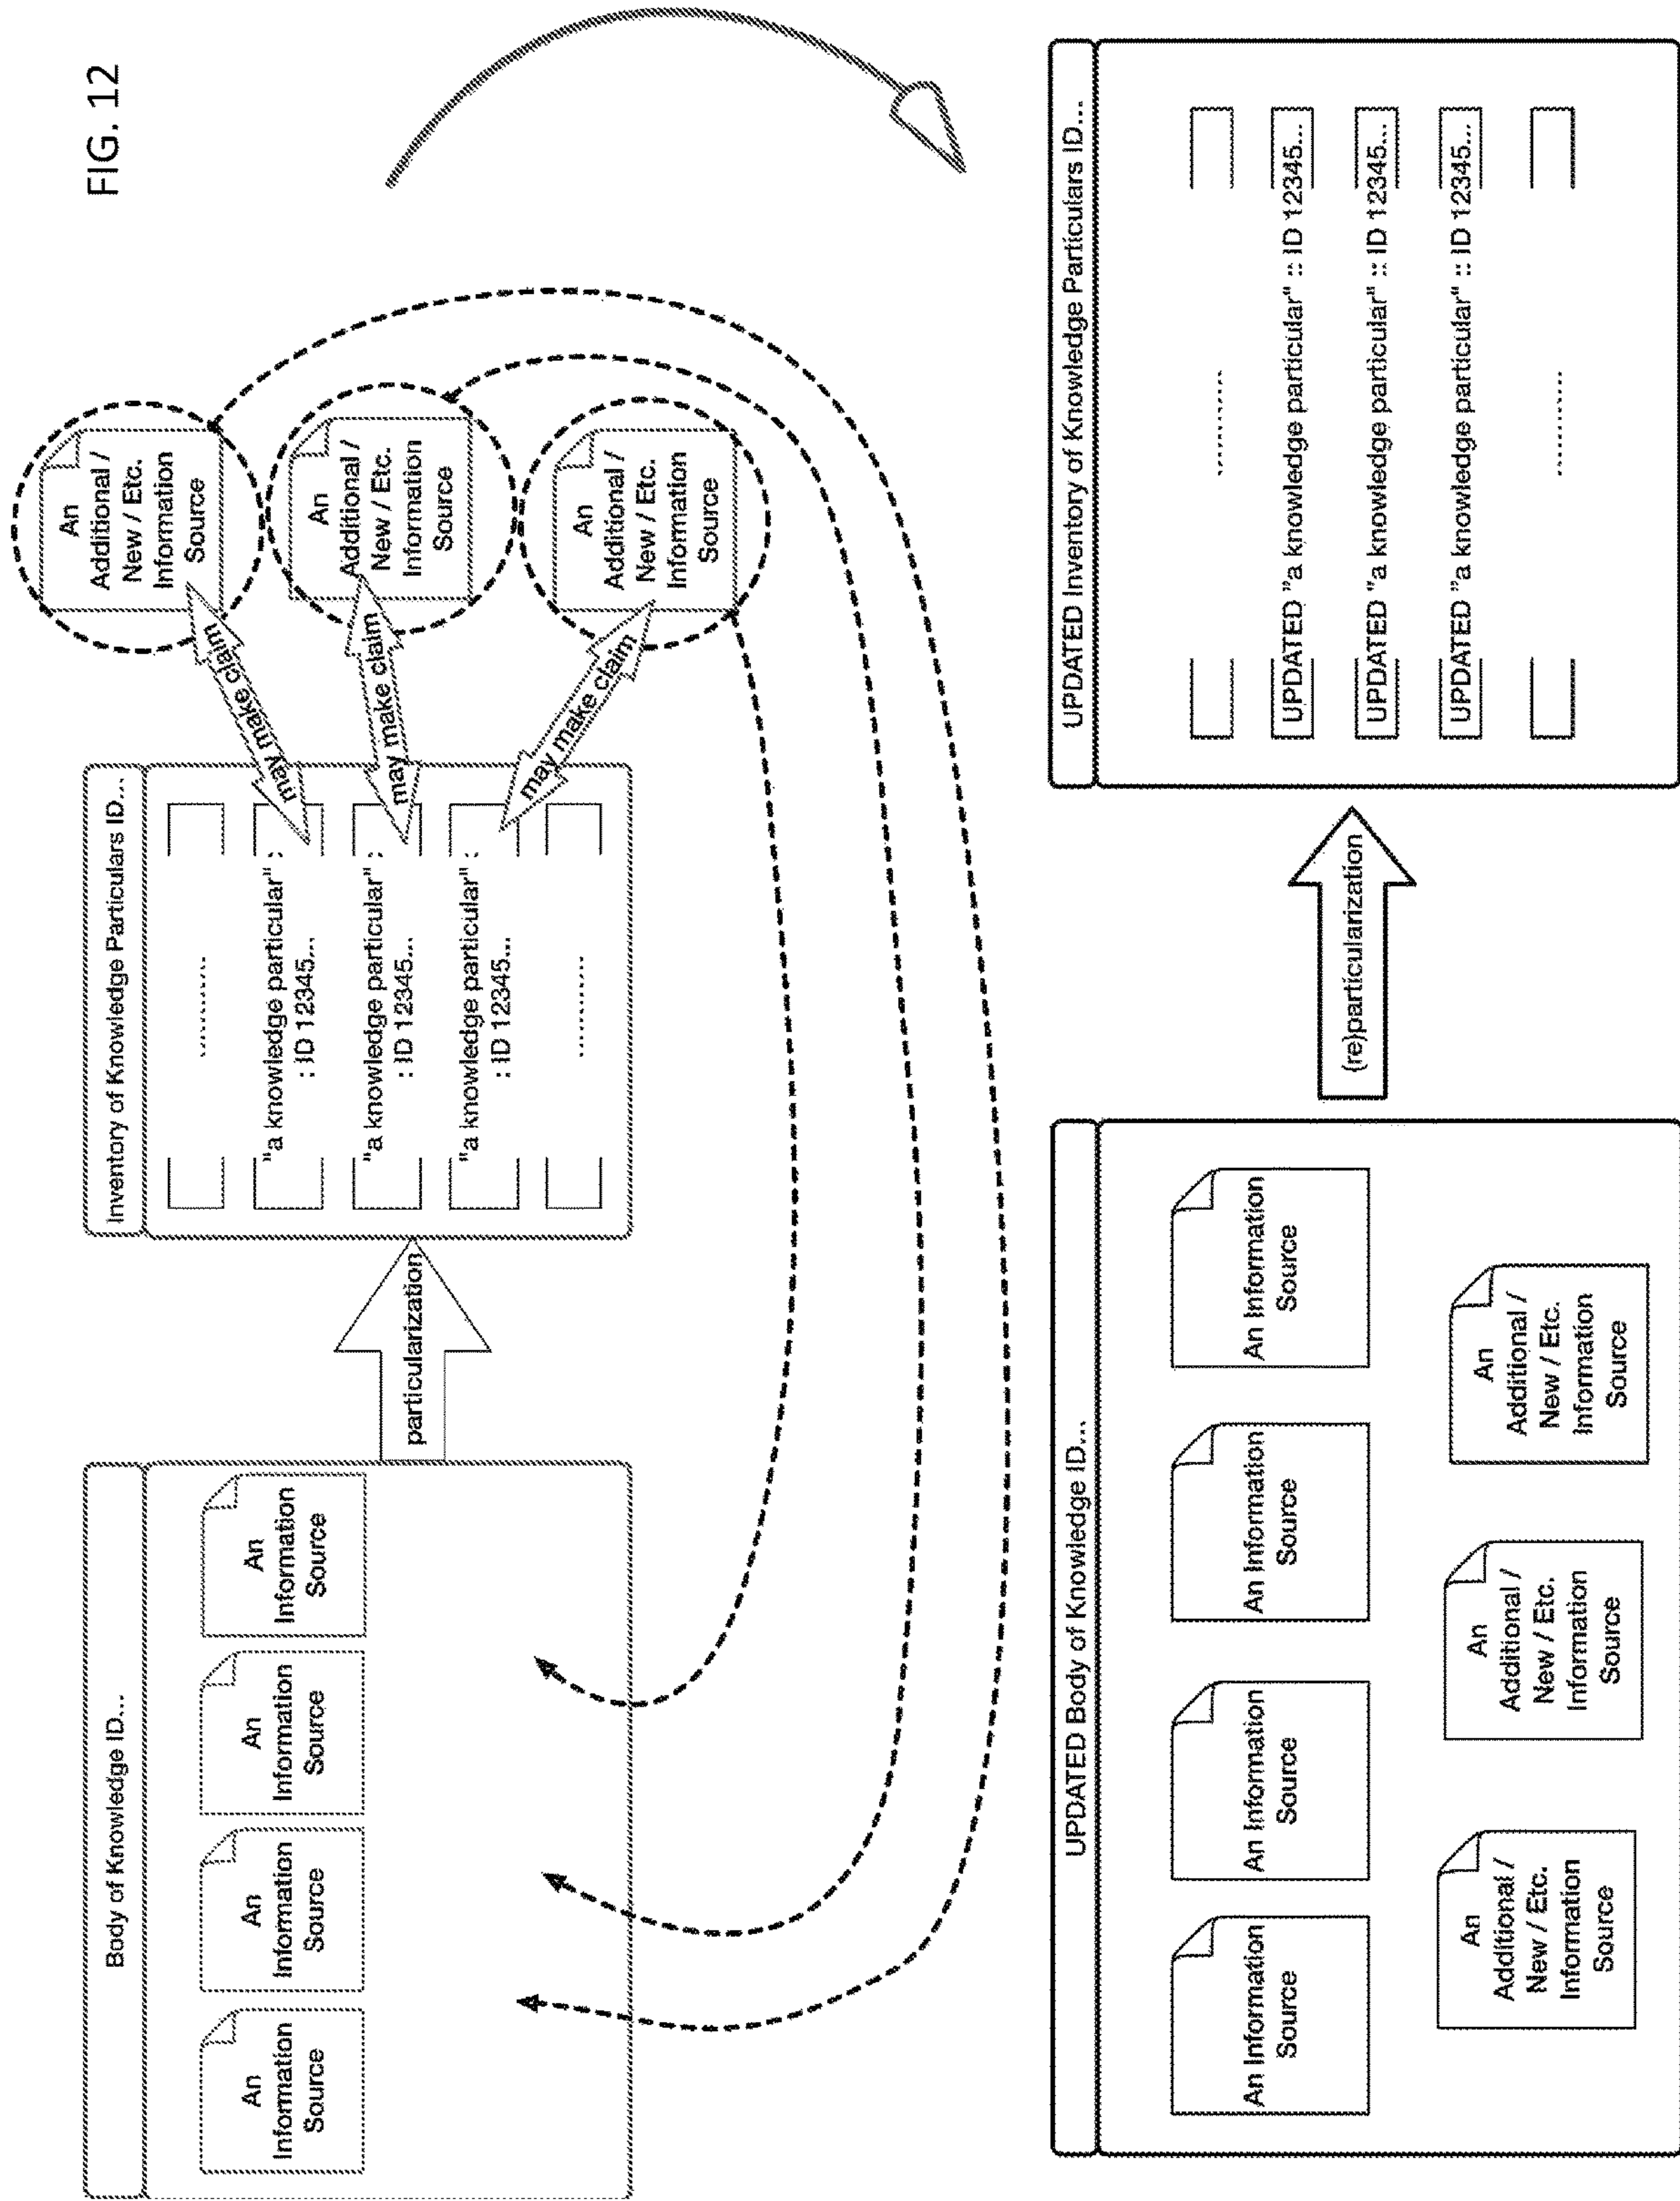 FIG. 12
Body of Knowledge ID...
An
Information
Source
An
Information
Source
An
Information
Source
An
Information
Source
particularization
Inventory of Knowledge Particulars ID...
..........
"a knowledge particular" :
: ID 12345...
"a knowledge particular" :
: ID 12345...
"a knowledge particular" :
: ID 12345...
..........
may make claim
may make claim
may make claim
An
Additional /
New / Etc.
Information
Source
An
Additional /
New / Etc.
Information
Source
An
Additional /
New / Etc.
Information
Source
UPDATED Body of Knowledge ID...
An Information
Source
An Information
Source
An Information
Source
An Information
Source
An
Additional /
New / Etc.
Information
Source
An
Additional /
New / Etc.
Information
Source
An
Additional /
New / Etc.
Information
Source
(re)particularization
UPDATED Inventory of Knowledge Particulars ID...
..........
UPDATED "a knowledge particular" :: ID 12345...
UPDATED "a knowledge particular" :: ID 12345...
UPDATED "a knowledge particular" :: ID 12345...
..........